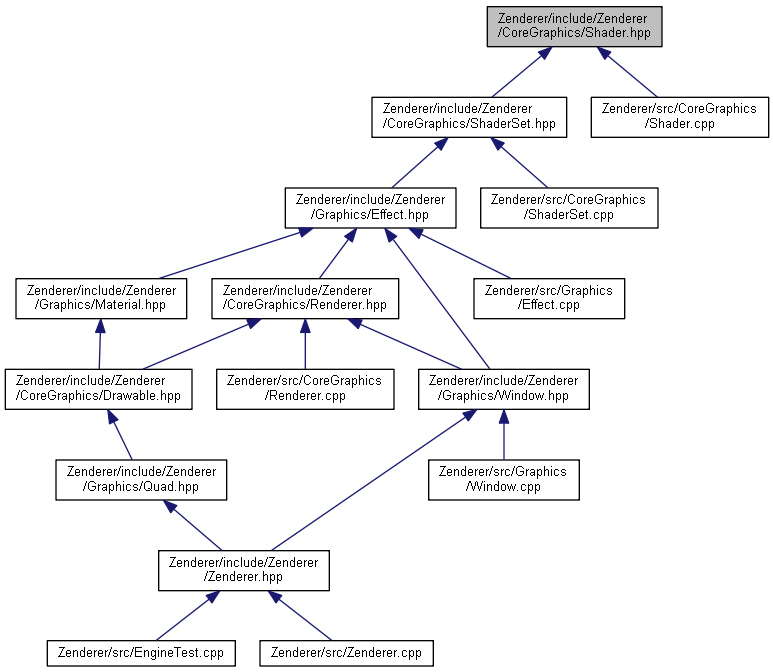 Zenderer/include/Zenderer
/CoreGraphics/Shader.hpp
Zenderer/include/Zenderer
/CoreGraphics/ShaderSet.hpp
Zenderer/src/CoreGraphics
/Shader.cpp
Zenderer/include/Zenderer
/Graphics/Effect.hpp
Zenderer/src/CoreGraphics
/ShaderSet.cpp
Zenderer/include/Zenderer
/Graphics/Material.hpp
Zenderer/include/Zenderer
/CoreGraphics/Renderer.hpp
Zenderer/src/Graphics
/Effect.cpp
Zenderer/include/Zenderer
/CoreGraphics/Drawable.hpp
Zenderer/src/CoreGraphics
/Renderer.cpp
Zenderer/include/Zenderer
/Graphics/Window.hpp
Zenderer/include/Zenderer
/Graphics/Quad.hpp
Zenderer/src/Graphics
/Window.cpp
Zenderer/include/Zenderer
/Zenderer.hpp
Zenderer/src/EngineTest.cpp
Zenderer/src/Zenderer.cpp